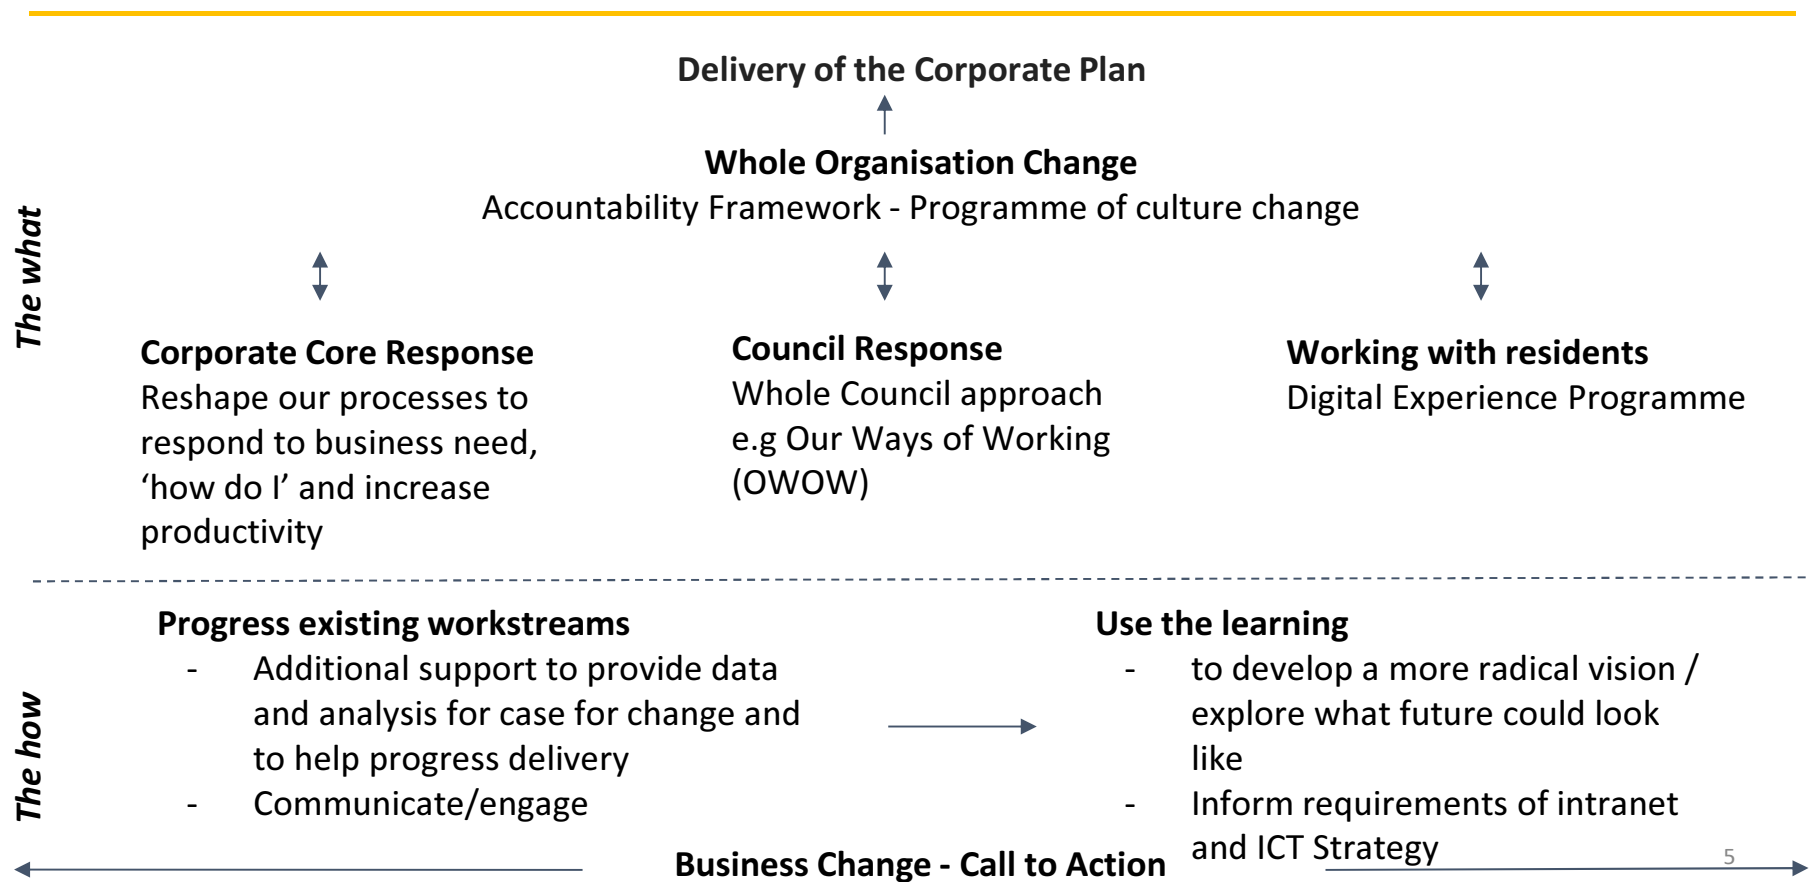 Delivery of the Corporate Plan
Whole Organisation Change
Accountability Framework - Programme of culture change
The what
Corporate Core Response
Reshape our processes to
respond to business need,
‘how do I’ and increase
productivity
Council Response
Whole Council approach
e.g Our Ways of Working
(OWOW)
Working with residents
Digital Experience Programme
The how
Progress existing workstreams
- Additional support to provide data
and analysis for case for change and
to help progress delivery
- Communicate/engage
Use the learning
- to develop a more radical vision /
explore what future could look
like
- Inform requirements of intranet
and ICT Strategy
Business Change - Call to Action
5